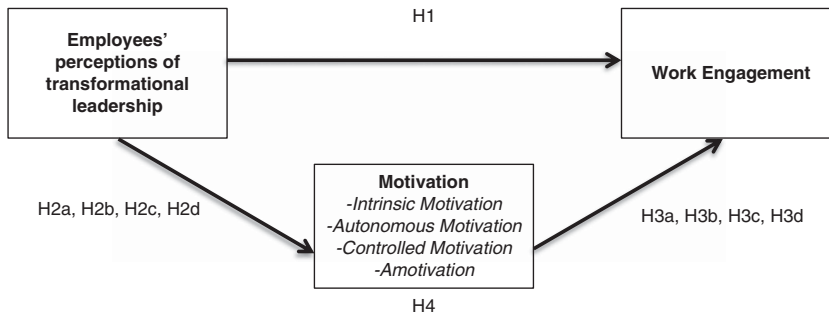 H1
Employees’
perceptions of
transformational
leadership
Work Engagement
H2a, H2b, H2c, H2d
Motivation
-Intrinsic Motivation
-Autonomous Motivation
-Controlled Motivation
-Amotivation
H3a, H3b, H3c, H3d
H4